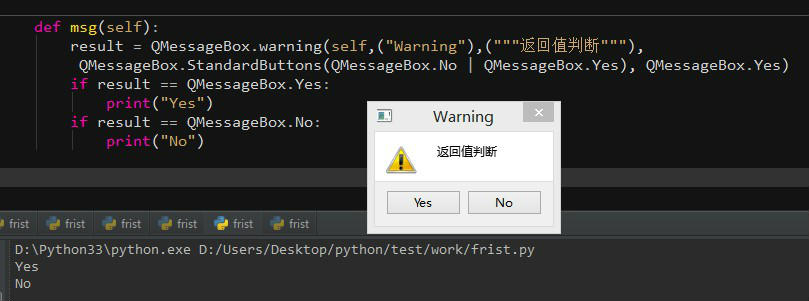 def msg(self):
result = QMessageBox.warning(self,("Warning"),("""返回值判断"""),
QMessageBox.StandardButtons(QMessageBox.No | QMessageBox.Yes), QMessageBox.Yes)
if result == QMessageBox.Yes:
print("Yes")
if result == QMessageBox.No:
print("No")
Warning
返回值判断
Yes No
frist frist frist frist frist frist
D:\Python33\python.exe D:/Users/Desktop/python/test/work/frist.py
Yes
No